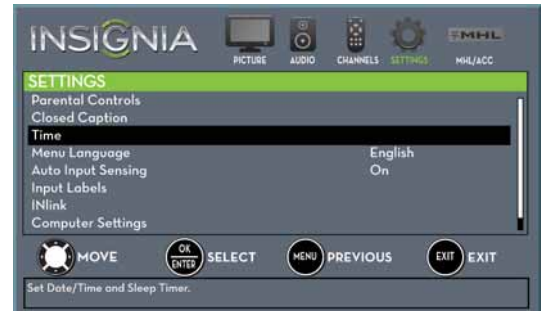 INSIGNIA
PICTURE AUDIO CHANNELS SETTINGS MHL MHL/ACC
SETTINGS
Parental Controls
Closed Caption
Time
Menu Language English
Auto Input Sensing On
Input Labels
INlink
Computer Settings
MOVE OK/ENTER SELECT MENU PREVIOUS EXIT EXIT
Set Date/Time and Sleep Timer.